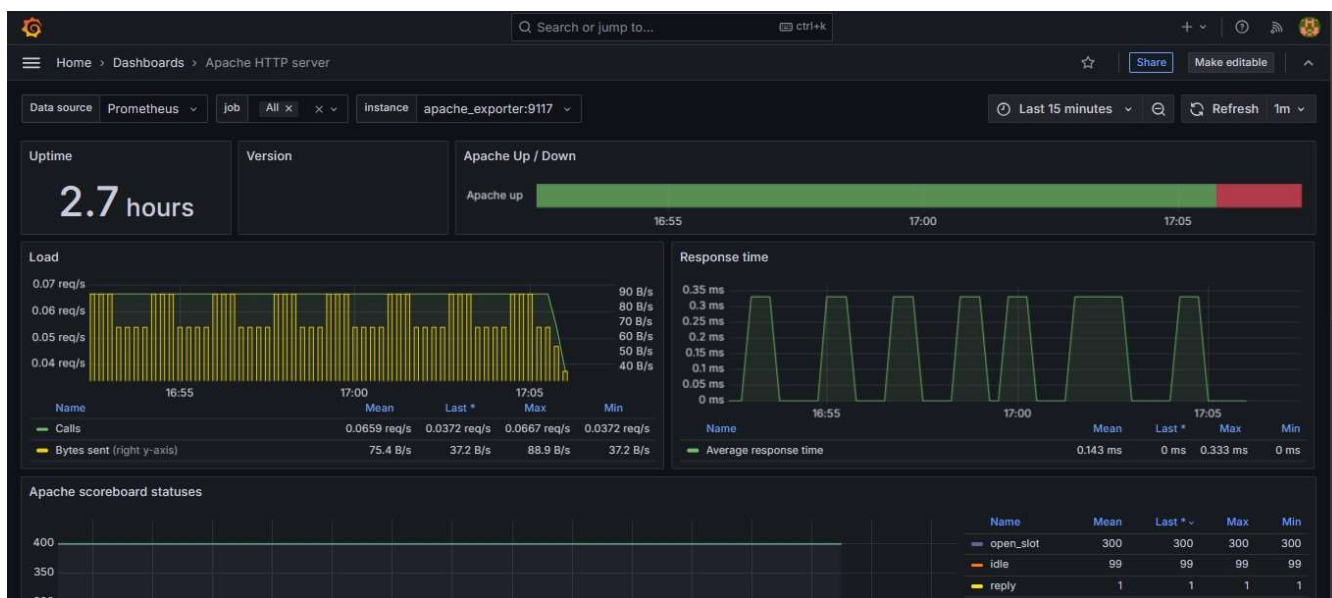 Search or jump to... ctrl+k
Home › Dashboards › Apache HTTP server Share Make editable
Data source Prometheus job All × instance apache_exporter:9117 Last 15 minutes Refresh 1m
Uptime
2.7 hours
Version
Apache Up / Down
Apache up
16:55 17:00 17:05
Load
0.07 req/s
0.06 req/s
0.05 req/s
0.04 req/s
90 B/s
80 B/s
70 B/s
60 B/s
50 B/s
40 B/s
16:55 17:00 17:05
Name Mean Last * Max Min
Calls 0.0659 req/s 0.0372 req/s 0.0667 req/s 0.0372 req/s
Bytes sent (right y-axis) 75.4 B/s 37.2 B/s 88.9 B/s 37.2 B/s
Response time
0.35 ms
0.3 ms
0.25 ms
0.2 ms
0.15 ms
0.1 ms
0.05 ms
0 ms
16:55 17:00 17:05
Name Mean Last * Max Min
Average response time 0.143 ms 0 ms 0.333 ms 0 ms
Apache scoreboard statuses
400
350
Name Mean Last * Max Min
open_slot 300 300 300 300
idle 99 99 99 99
reply 1 1 1 1